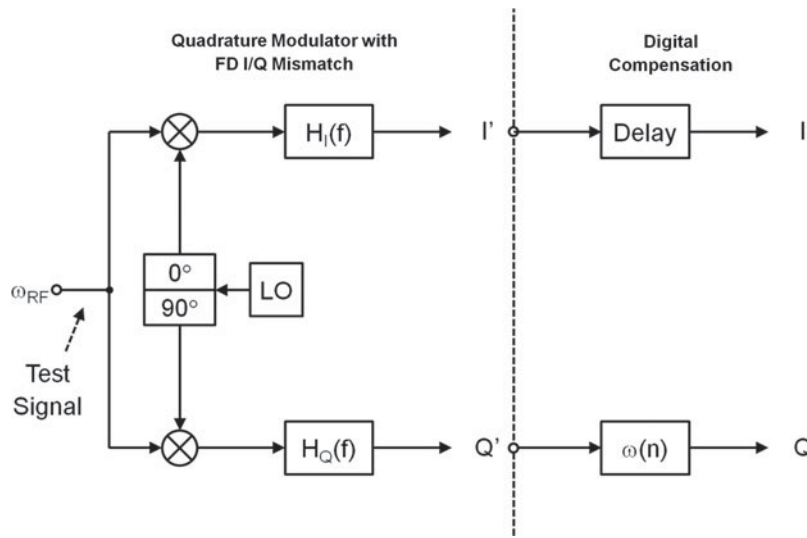 Quadrature Modulator with
FD I/Q Mismatch
Digital
Compensation
H_I(f)
I'
Delay
I
0°
90°
LO
ω_RF
Test
Signal
H_Q(f)
Q'
ω(n)
Q